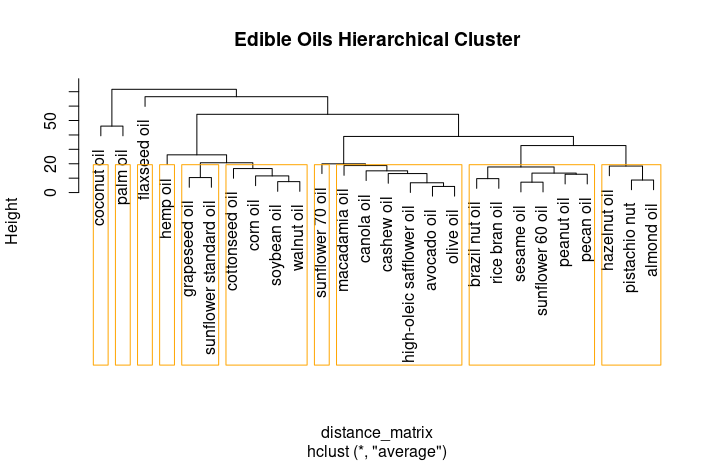 Edible Oils Hierarchical Cluster
Height
50
20
0
coconut oil
palm oil
flaxseed oil
hemp oil
grapeseed oil
sunflower standard oil
cottonseed oil
corn oil
soybean oil
walnut oil
sunflower 70 oil
macadamia oil
canola oil
cashew oil
high-oleic safflower oil
avocado oil
olive oil
brazil nut oil
rice bran oil
sesame oil
sunflower 60 oil
peanut oil
pecan oil
hazelnut oil
pistachio nut
almond oil
distance_matrix
hclust (*, "average")